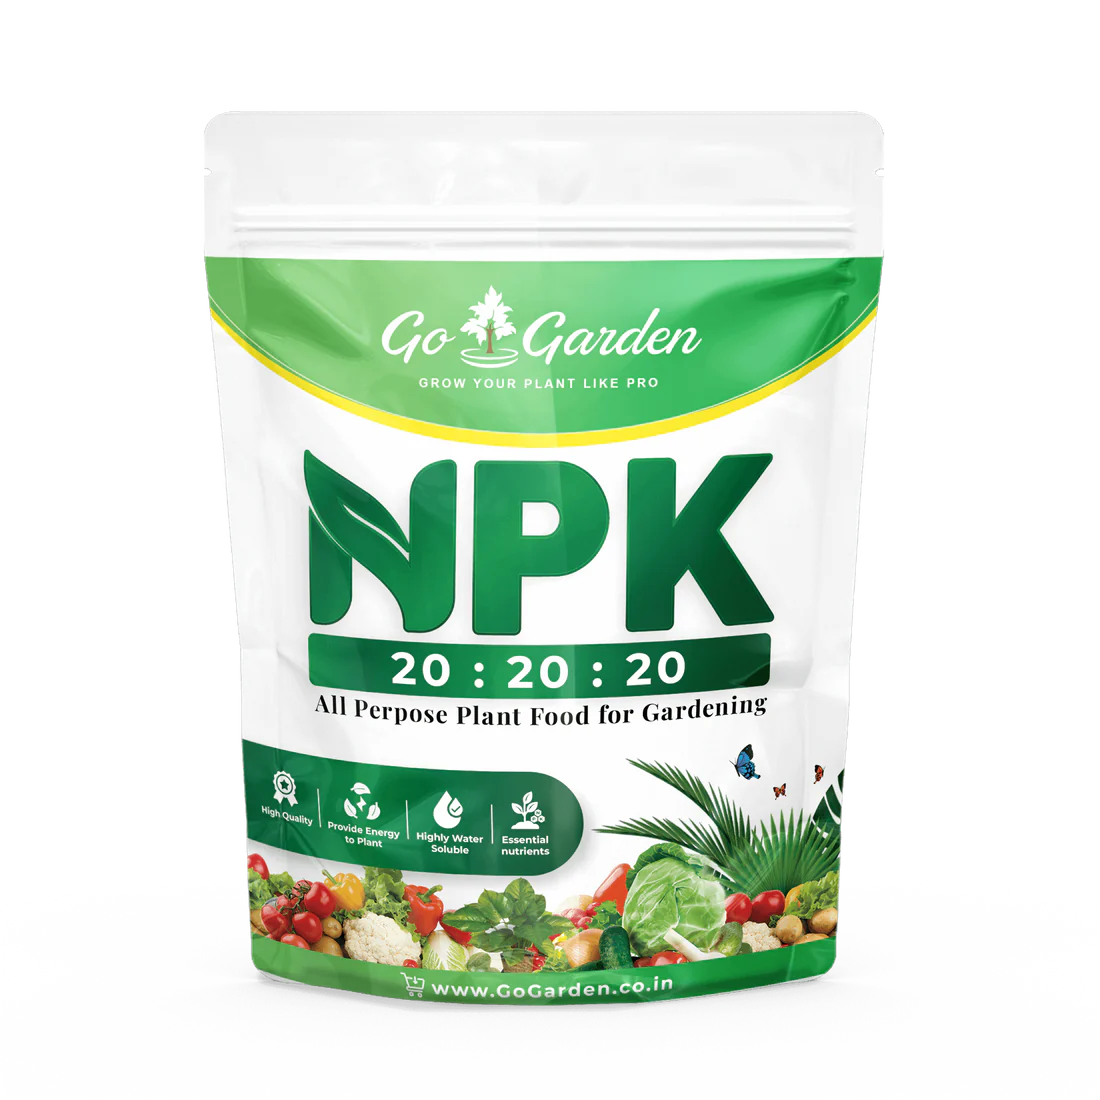 Go Garden
GROW YOUR PLANT LIKE PRO
NPK
20 : 20 : 20
All Perpose Plant Food for Gardening
High Quality
Provide Energy
to Plant
Highly Water
Soluble
Essential
nutrients
www.GoGarden.co.in